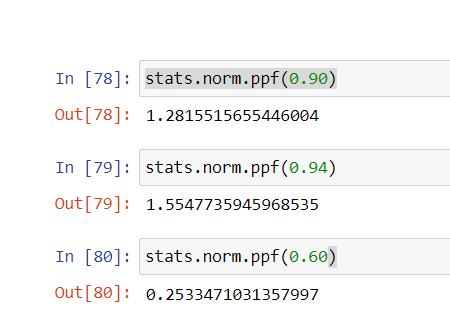 In [78]: stats.norm.ppf(0.90)
Out[78]: 1.2815515655446004
In [79]: stats.norm.ppf(0.94)
Out[79]: 1.5547735945968535
In [80]: stats.norm.ppf(0.60)
Out[80]: 0.2533471031357997